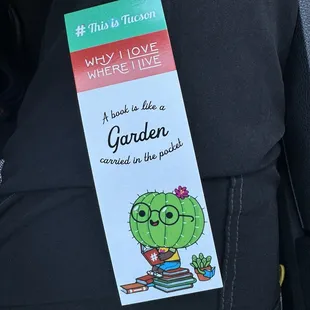 # This is Tucson
WHY I LOVE
WHERE I LIVE
A book is like a
Garden
carried in the pocket
#